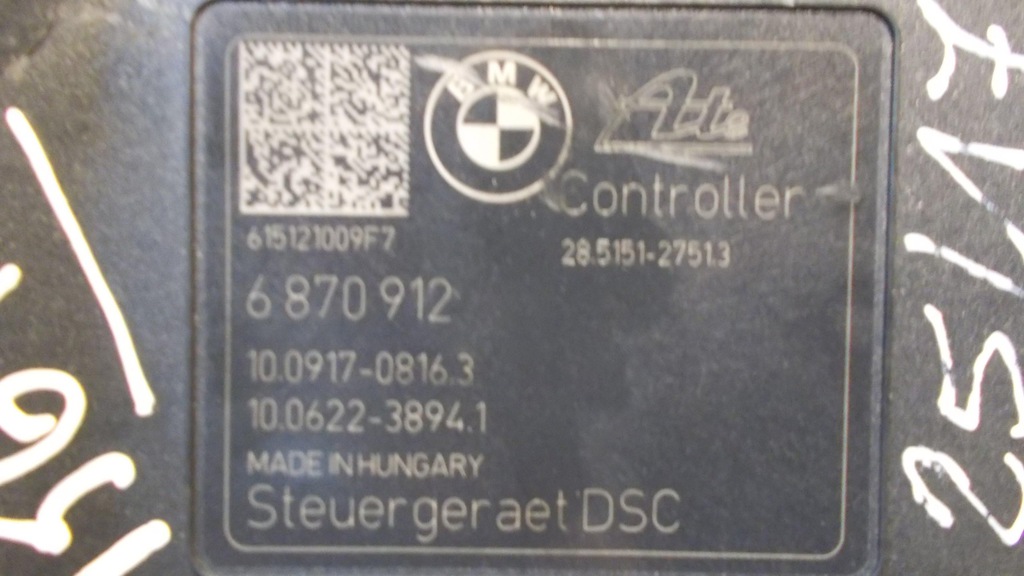 BMW
Ate
Controller
615121009F7
28.5151-2751.3
6 870 912
10.0917-0816.3
10.0622-3894.1
MADE IN HUNGARY
Steuergeraet DSC